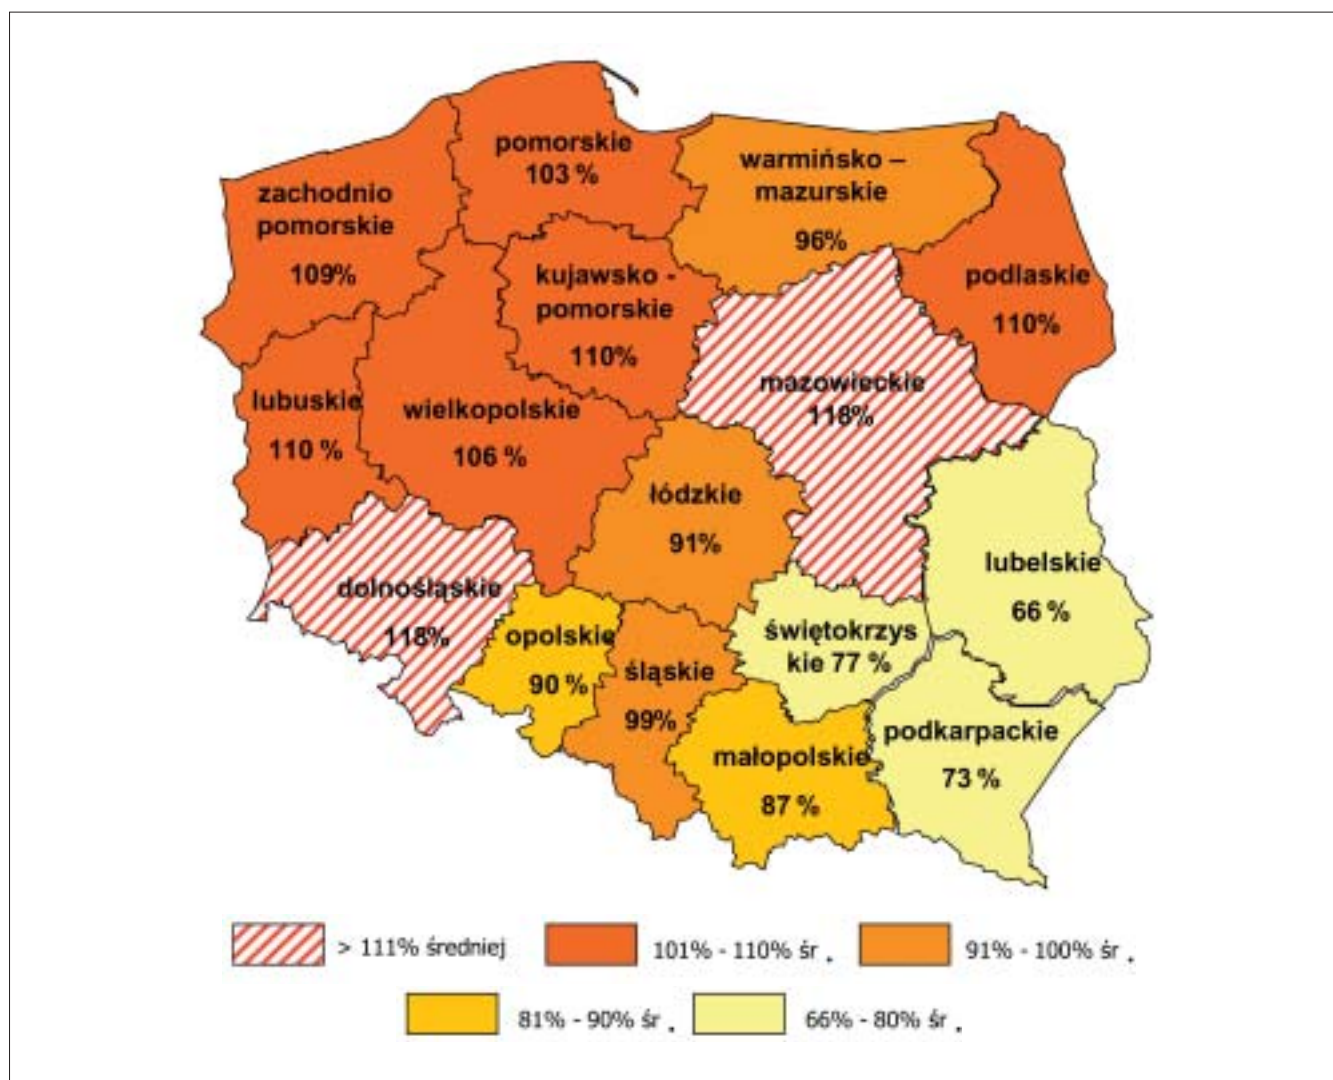 pomorskie
103 %
warmińsko –
mazurskie
96%
zachodnio
pomorskie
109%
kujawsko -
pomorskie
110%
podlaskie
110%
mazowieckie
118%
lubuskie
110 %
wielkopolskie
106 %
łódzkie
91%
lubelskie
66 %
dolnośląskie
118%
opolskie
90 %
śląskie
99%
świętokrzys
kie 77 %
małopolskie
87 %
podkarpackie
73 %
> 111% średniej
101% - 110% śr .
91% - 100% śr .
81% - 90% śr .
66% - 80% śr .